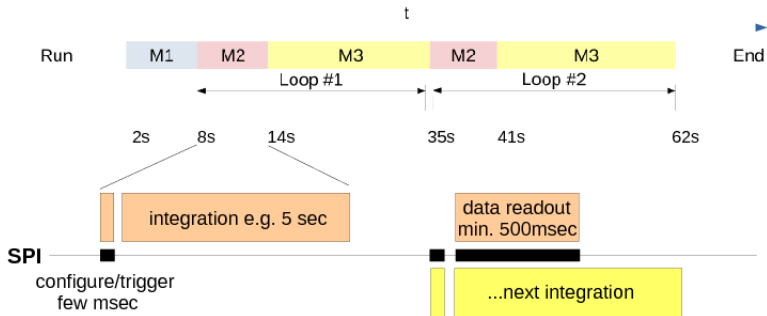 t
Run M1 M2 M3 M2 M3 End
Loop #1 Loop #2
2s 8s 14s 35s 41s 62s
integration e.g. 5 sec
data readout
min. 500msec
SPI
configure/trigger
few msec
...next integration